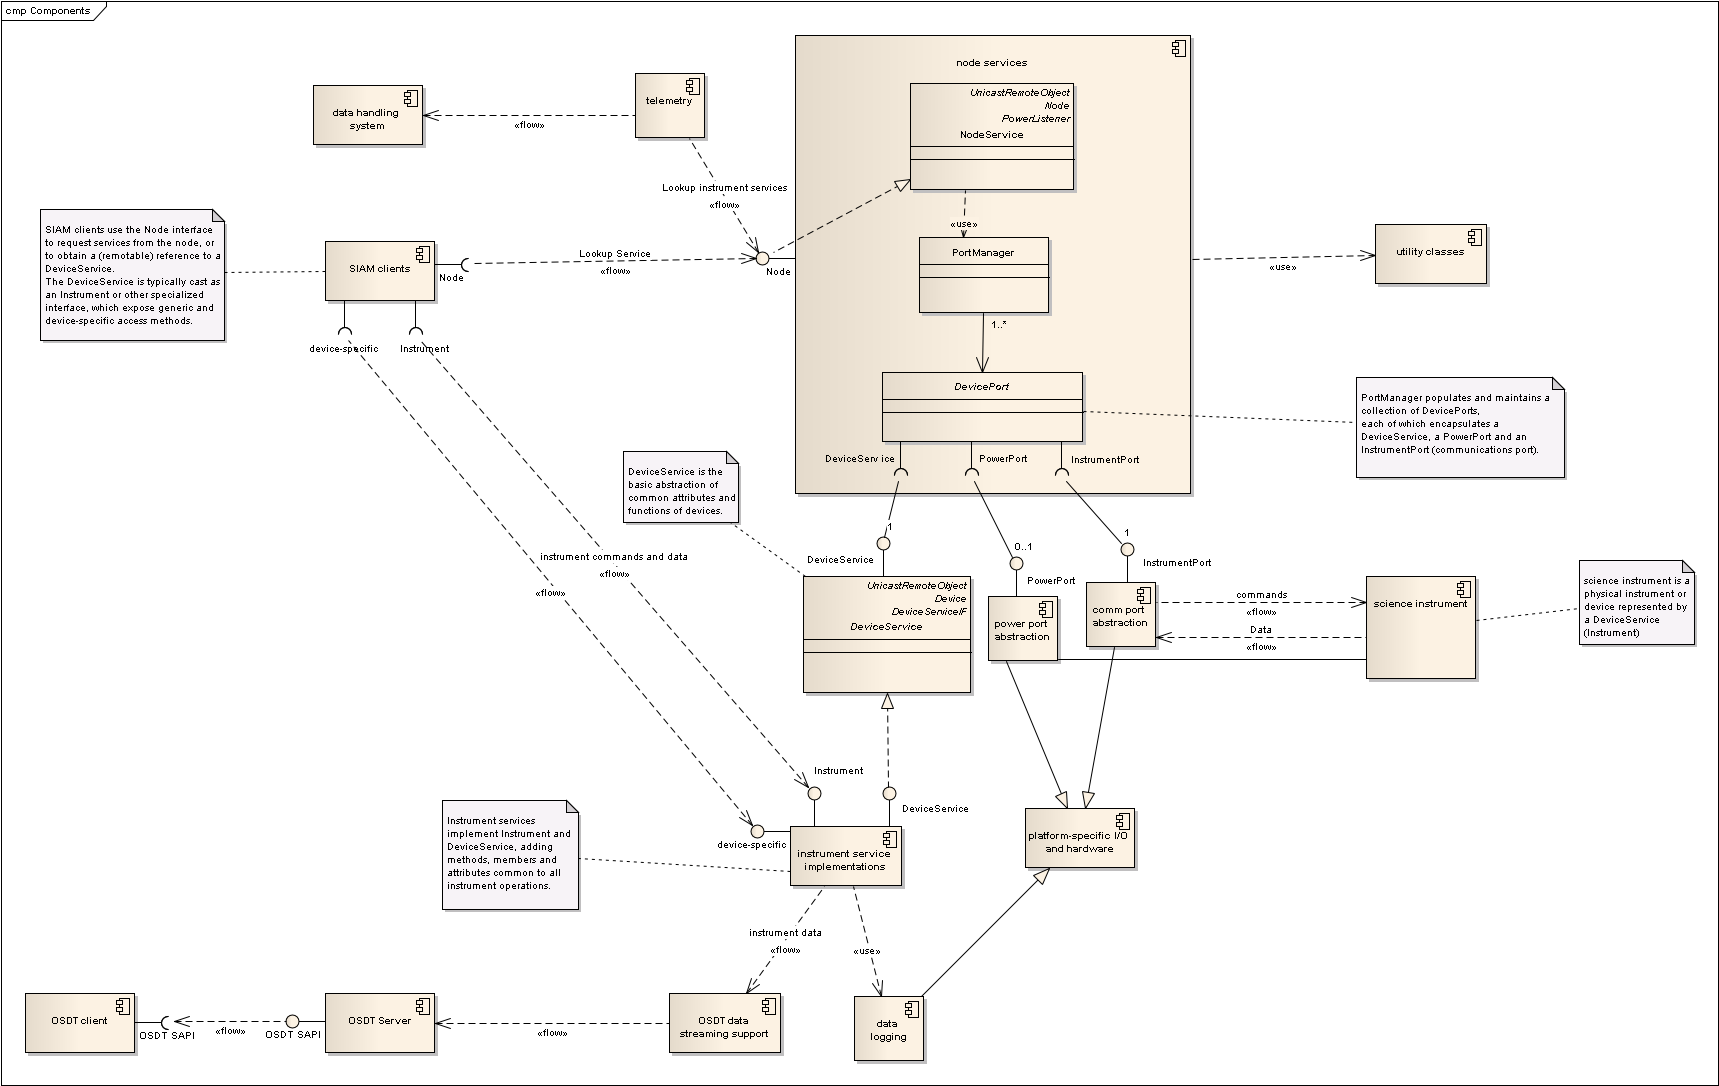 cmp Components
node services
UnicastRemoteObject
Node
PowerListener
NodeService
telemetry
data handling
system
«flow»
Lookup instrument services
«flow»
«use»
SIAM clients use the Node interface
to request services from the node, or
to obtain a (remotable) reference to a
DeviceService.
The DeviceService is typically cast as
an Instrument or other specialized
interface, which expose generic and
device-specific access methods.
SIAM clients
Node
Lookup Service
«flow»
Node
PortManager
utility classes
«use»
1..*
device-specific
Instrument
DevicePort
PortManager populates and maintains a
collection of DevicePorts,
each of which encapsulates a
DeviceService, a PowerPort and an
InstrumentPort (communications port).
DeviceService
PowerPort
InstrumentPort
DeviceService is the
basic abstraction of
common attributes and
functions of devices.
1
0..1
1
instrument commands and data
«flow»
«flow»
DeviceService
PowerPort
InstrumentPort
UnicastRemoteObject
Device
DeviceServiceIF
DeviceService
power port
abstraction
comm port
abstraction
commands
«flow»
Data
«flow»
science instrument
science instrument is a
physical instrument or
device represented by
a DeviceService
(Instrument)
Instrument
DeviceService
device-specific
Instrument services
implement Instrument and
DeviceService, adding
methods, members and
attributes common to all
instrument operations.
instrument service
implementations
platform-specific I/O
and hardware
instrument data
«flow»
«use»
OSDT client
OSDT SAPI
«flow»
OSDT SAPI
OSDT Server
«flow»
OSDT data
streaming support
data
logging